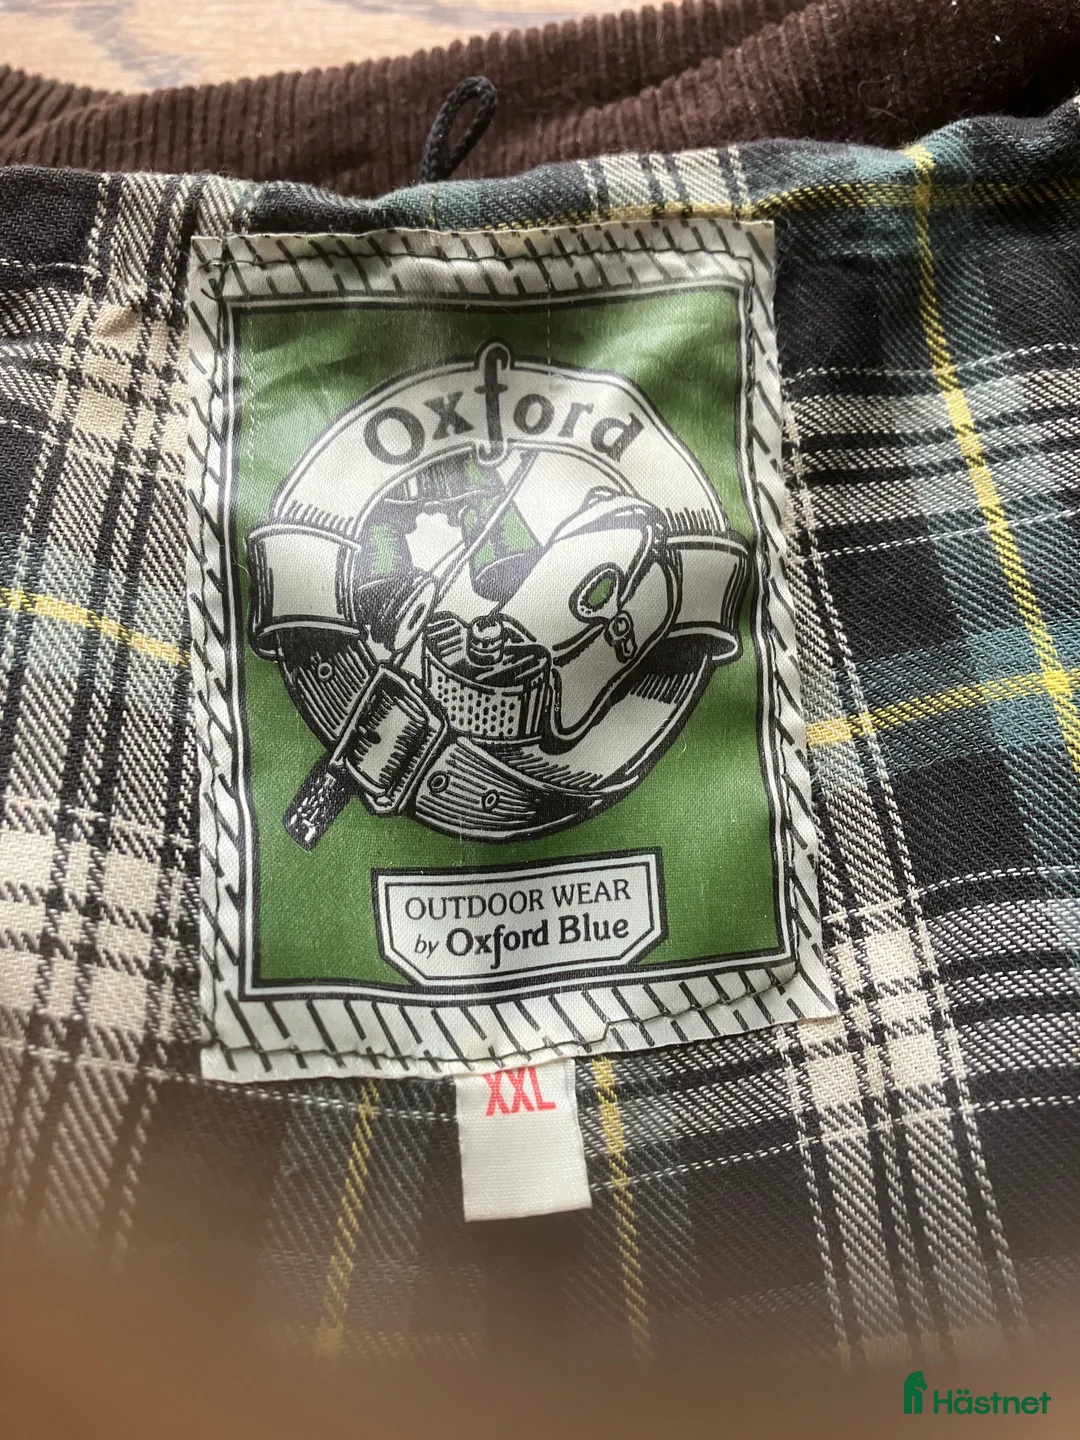 Oxford
OUTDOOR WEAR
by Oxford Blue
XXL
Hästnet